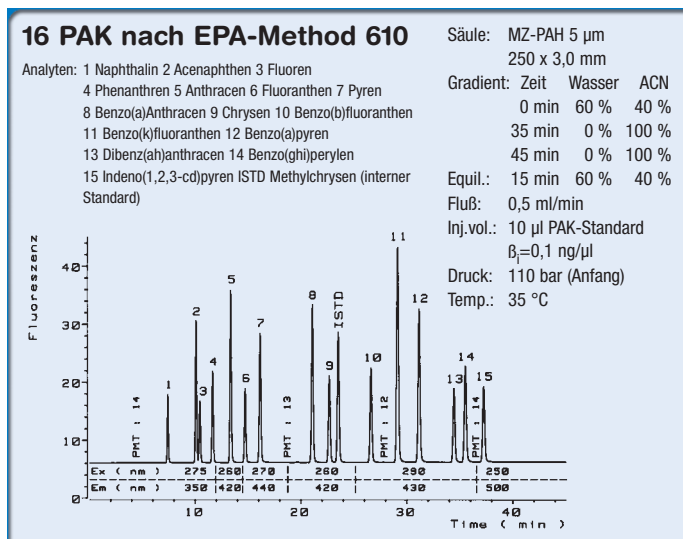 16 PAK nach EPA-Method 610
Analyten: 1 Naphthalin 2 Acenaphthen 3 Fluoren
4 Phenanthren 5 Anthracen 6 Fluoranthen 7 Pyren
8 Benzo(a)Anthracen 9 Chrysen 10 Benzo(b)fluoranthen
11 Benzo(k)fluoranthen 12 Benzo(a)pyren
13 Dibenz(ah)anthracen 14 Benzo(ghi)perylen
15 Indeno(1,2,3-cd)pyren ISTD Methylchrysen (interner
Standard)
Säule: MZ-PAH 5 µm
250 x 3,0 mm
Gradient: Zeit Wasser ACN
0 min 60 % 40 %
35 min 0 % 100 %
45 min 0 % 100 %
Equil.: 15 min 60 % 40 %
Fluß: 0,5 ml/min
Inj.vol.: 10 µl PAK-Standard
ßi=0,1 ng/µl
Druck: 110 bar (Anfang)
Temp.: 35 °C
Fluoreszenz
40
30
20
10
0
1
2
3
4
5
6
7
8
9
ISTD
10
11
12
13
14
15
PMT : 14
PMT : 13
PMT : 12
PMT : 14
Ex ( nm ) 275 260 270 260 290 250
Em ( nm ) 350 420 440 420 430 500
10 20 30 40
Time ( min )